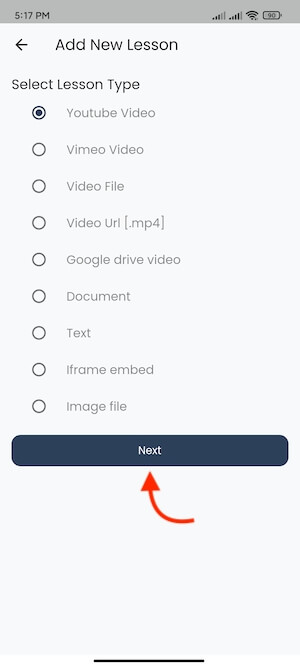 5:17 PM
90
Add New Lesson
Select Lesson Type
Youtube Video
Vimeo Video
Video File
Video Url [.mp4]
Google drive video
Document
Text
Iframe embed
Image file
Next